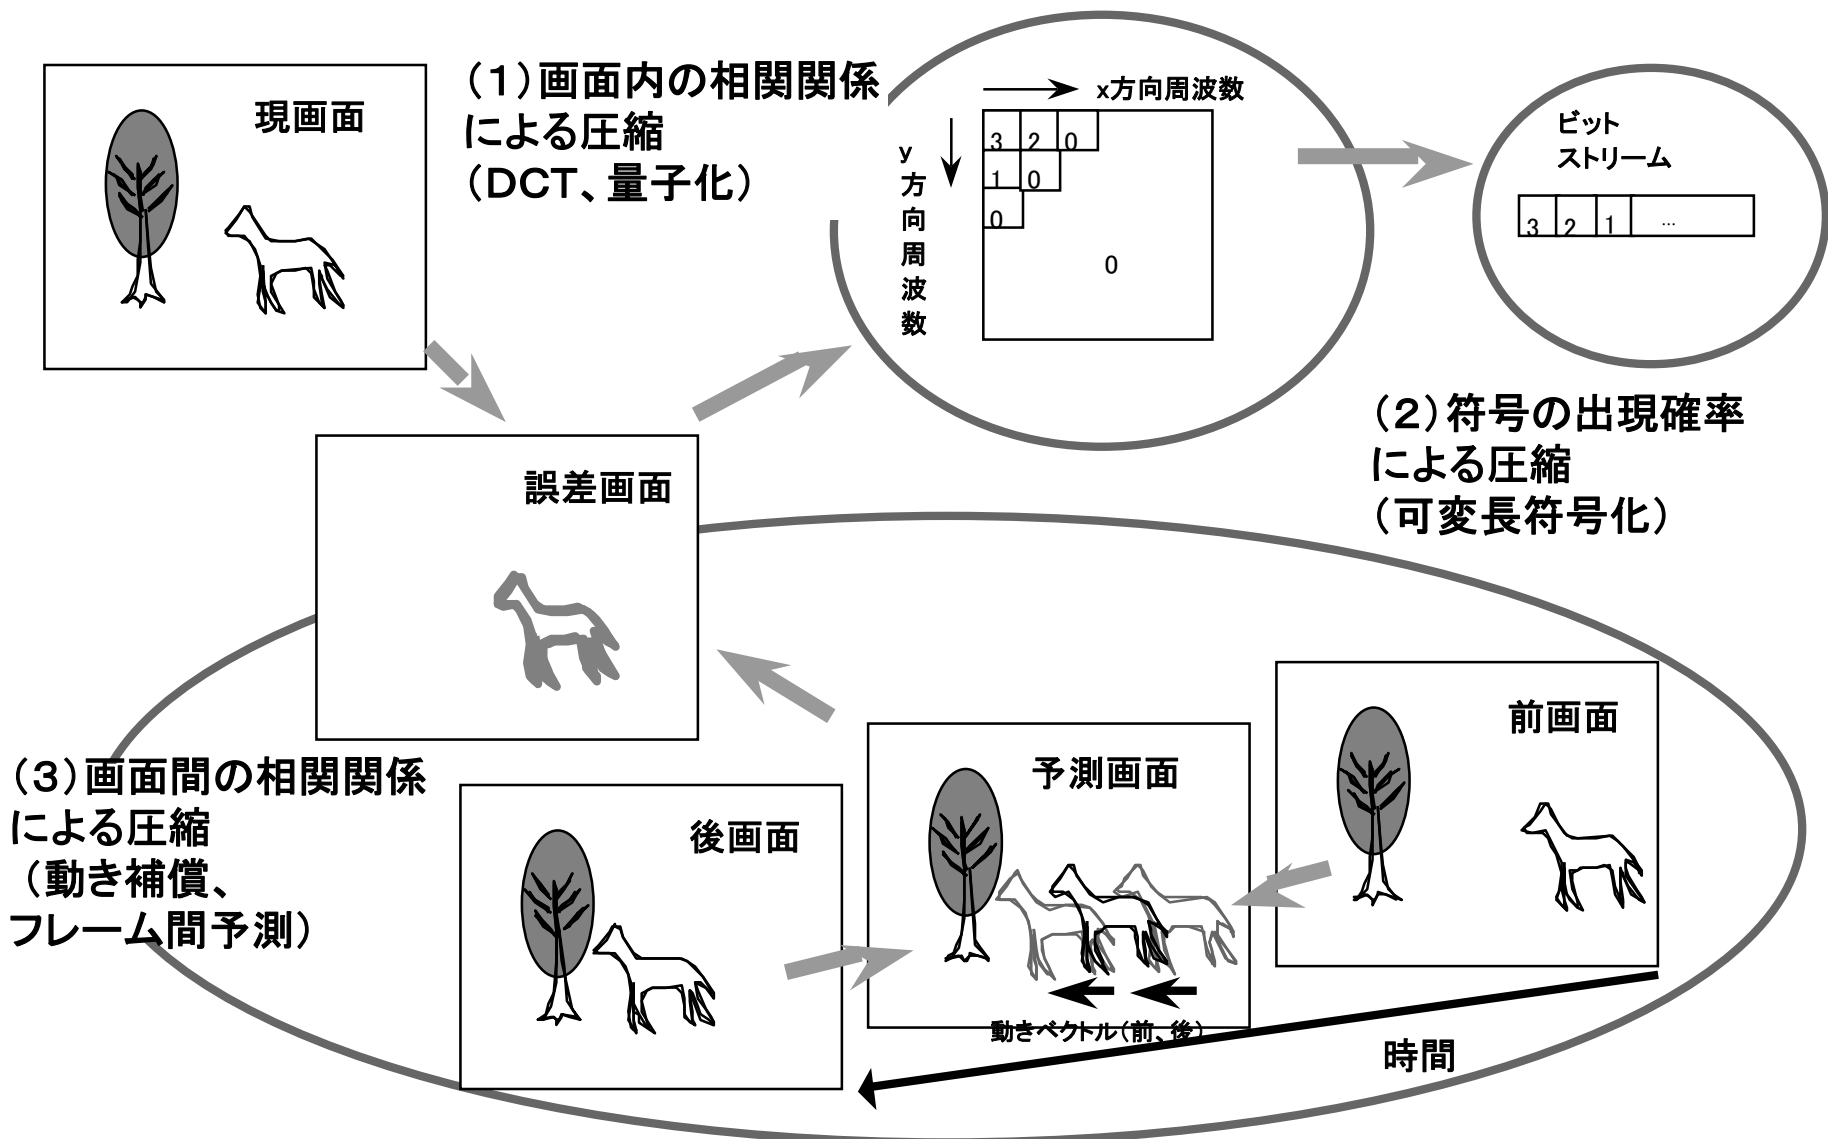 現画面
（１）画面内の相関関係
による圧縮
（ＤＣＴ、量子化）
x方向周波数
y方向周波数
3 2 0
1 0
0
0
ビット
ストリーム
3 2 1 …
（２）符号の出現確率
による圧縮
（可変長符号化）
誤差画面
（３）画面間の相関関係
による圧縮
（動き補償、
フレーム間予測）
後画面
予測画面
動きベクトル（前、後）
前画面
時間